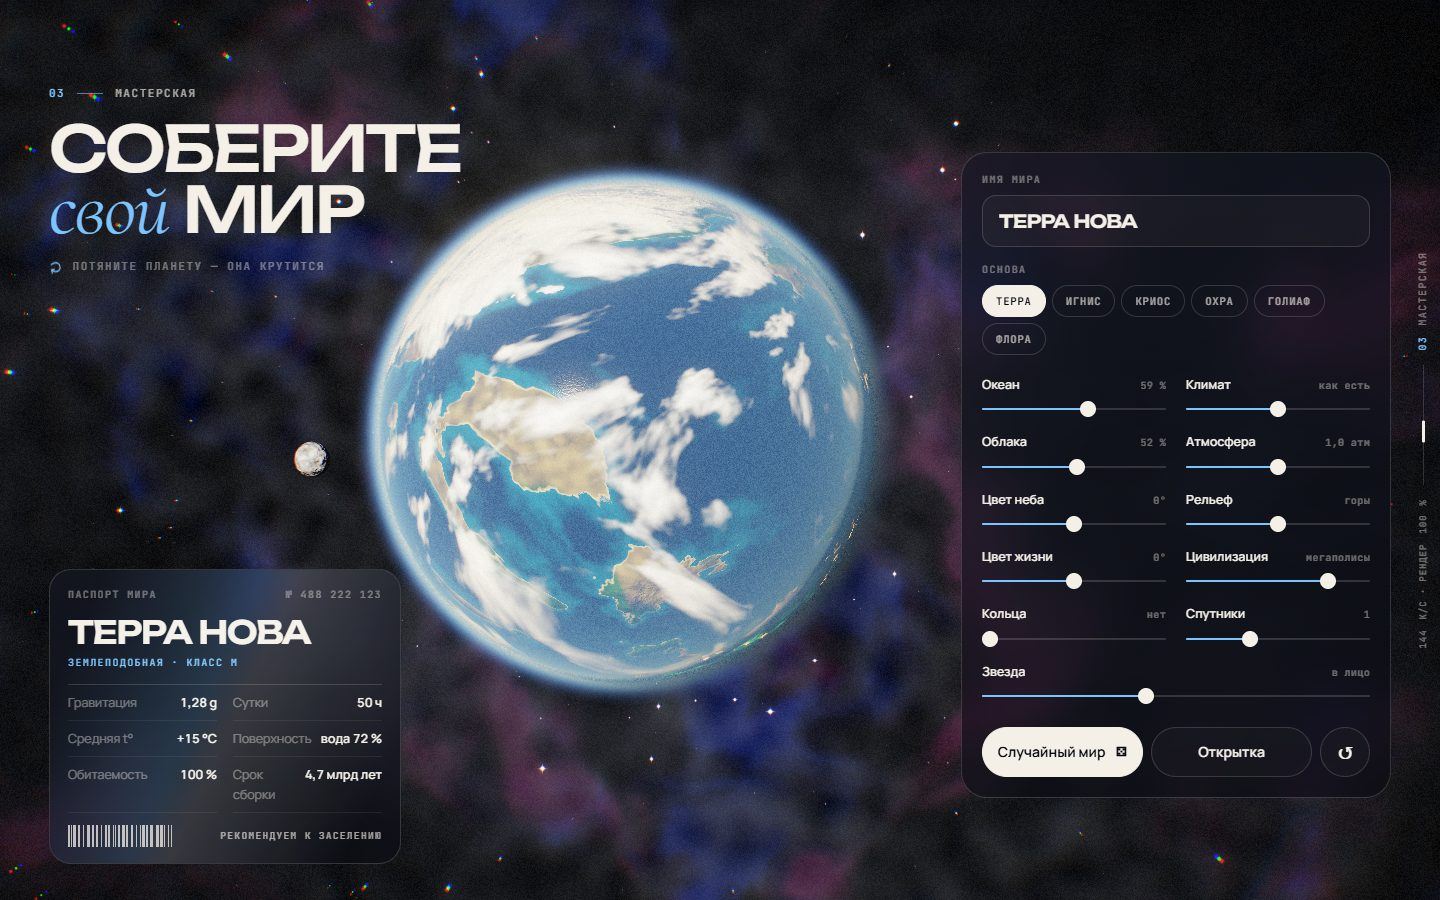 03 — МАСТЕРСКАЯ
СОБЕРИТЕ
свой МИР
ПОТЯНИТЕ ПЛАНЕТУ — ОНА КРУТИТСЯ
ПАСПОРТ МИРА № 488 222 123
ТЕРРА НОВА
ЗЕМЛЕПОДОБНАЯ · КЛАСС M
Гравитация 1,28 g Сутки 50 ч
Средняя t° +15 °C Поверхность вода 72 %
Обитаемость 100 % Срок 4,7 млрд лет
сборки
РЕКОМЕНДУЕМ К ЗАСЕЛЕНИЮ
ИМЯ МИРА
ТЕРРА НОВА
ОСНОВА
ТЕРРА ИГНИС КРИОС ОХРА ГОЛИАФ
ФЛОРА
Океан 59 % Климат как есть
Облака 52 % Атмосфера 1,0 атм
Цвет неба 0° Рельеф горы
Цвет жизни 0° Цивилизация мегаполисы
Кольца нет Спутники 1
Звезда в лицо
Случайный мир Открытка
03 МАСТЕРСКАЯ
144 К/С · РЕНДЕР 100 %